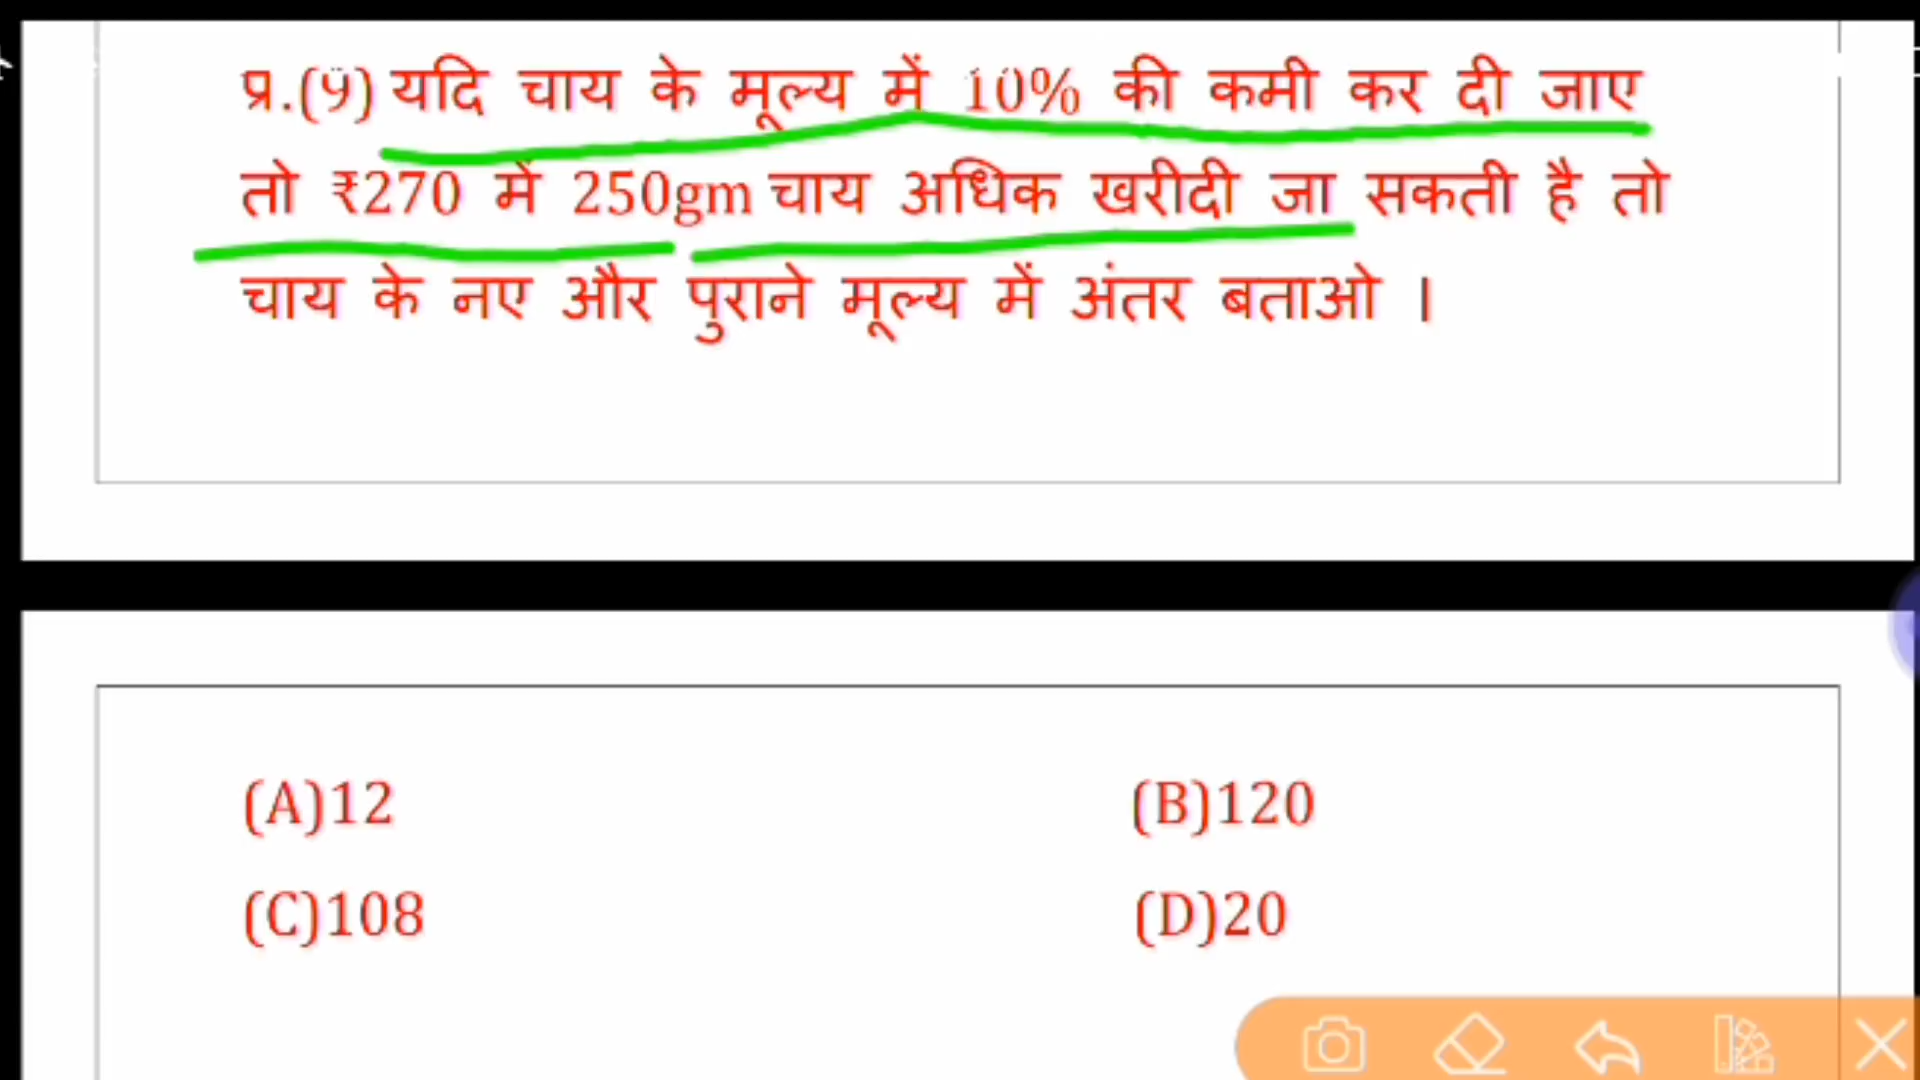 प्र.(५) यदि चाय के मूल्य में 10% की कमी कर दी जाए
तो ₹270 में 250gm चाय अधिक खरीदी जा सकती है तो
चाय के नए और पुराने मूल्य में अंतर बताओ ।
(A)12
(B)120
(C)108
(D)20